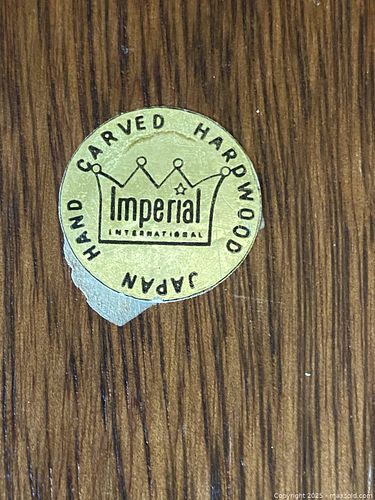 HAND CARVED HARDWOOD
Imperial
INTERNATIONAL
JAPAN
Copyright 2025 - maxsold.com